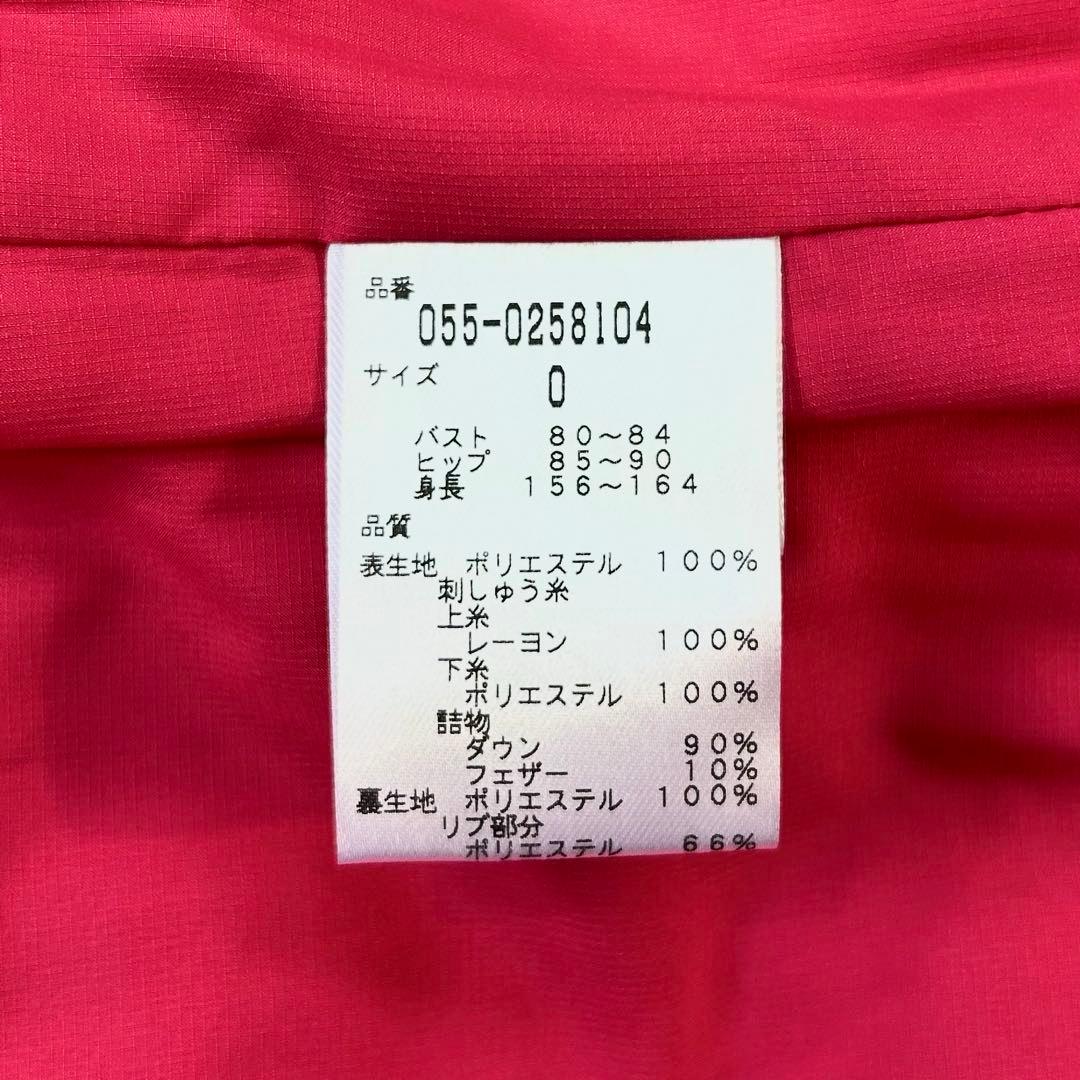 品番
055-0258104
サイズ 0
バスト 80〜84
ヒップ 85〜90
身長 156〜164
品質
表生地 ポリエステル 100%
刺しゅう糸
上糸
レーヨン 100%
下糸
ポリエステル 100%
詰物
ダウン 90%
フェザー 10%
裏生地 ポリエステル 100%
リブ部分
ポリエステル 66%